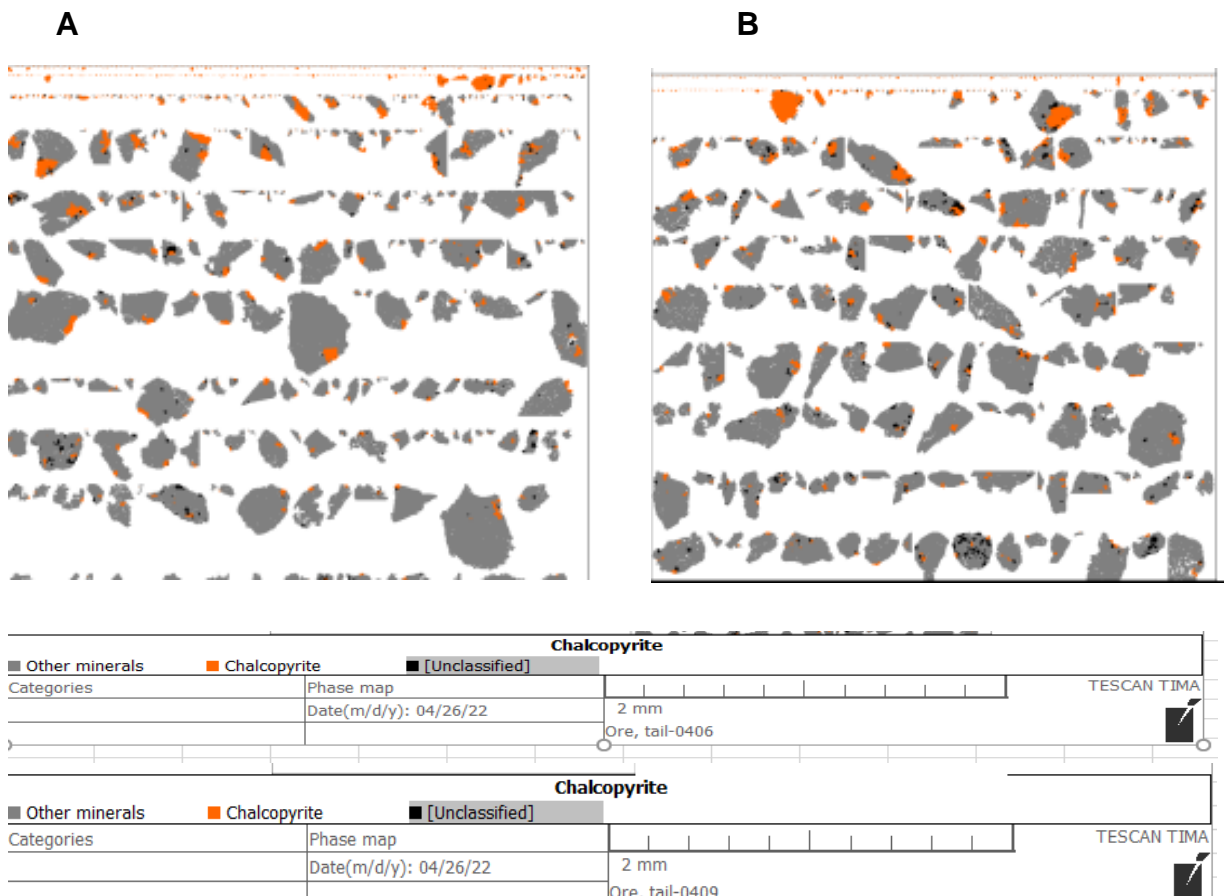 A B
Chalcopyrite
Other minerals Chalcopyrite [Unclassified]
Categories Phase map TESCAN TIMA
Date(m/d/y): 04/26/22 2 mm
Ore, tail-0406
Chalcopyrite
Other minerals Chalcopyrite [Unclassified]
Categories Phase map TESCAN TIMA
Date(m/d/y): 04/26/22 2 mm
Ore, tail-0409